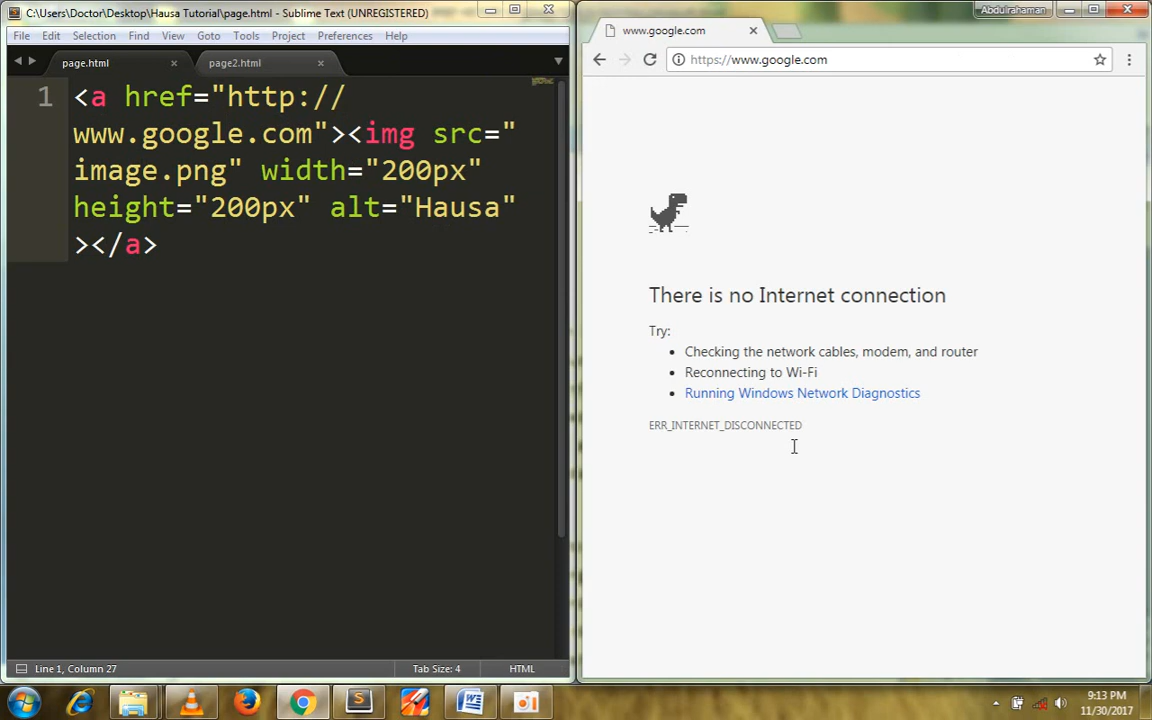 C:\Users\Doctor\Desktop\Hausa Tutorial\page.html - Sublime Text (UNREGISTERED)
File Edit Selection Find View Goto Tools Project Preferences Help
page.html
page2.html
1 <a href="http://
www.google.com"><img src="
image.png" width="200px"
height="200px" alt="Hausa"
></a>
Line 1, Column 27
Tab Size: 4
HTML
Abdulrahaman
www.google.com
https://www.google.com
There is no Internet connection
Try:
• Checking the network cables, modem, and router
• Reconnecting to Wi-Fi
• Running Windows Network Diagnostics
ERR_INTERNET_DISCONNECTED
9:13 PM
11/30/2017